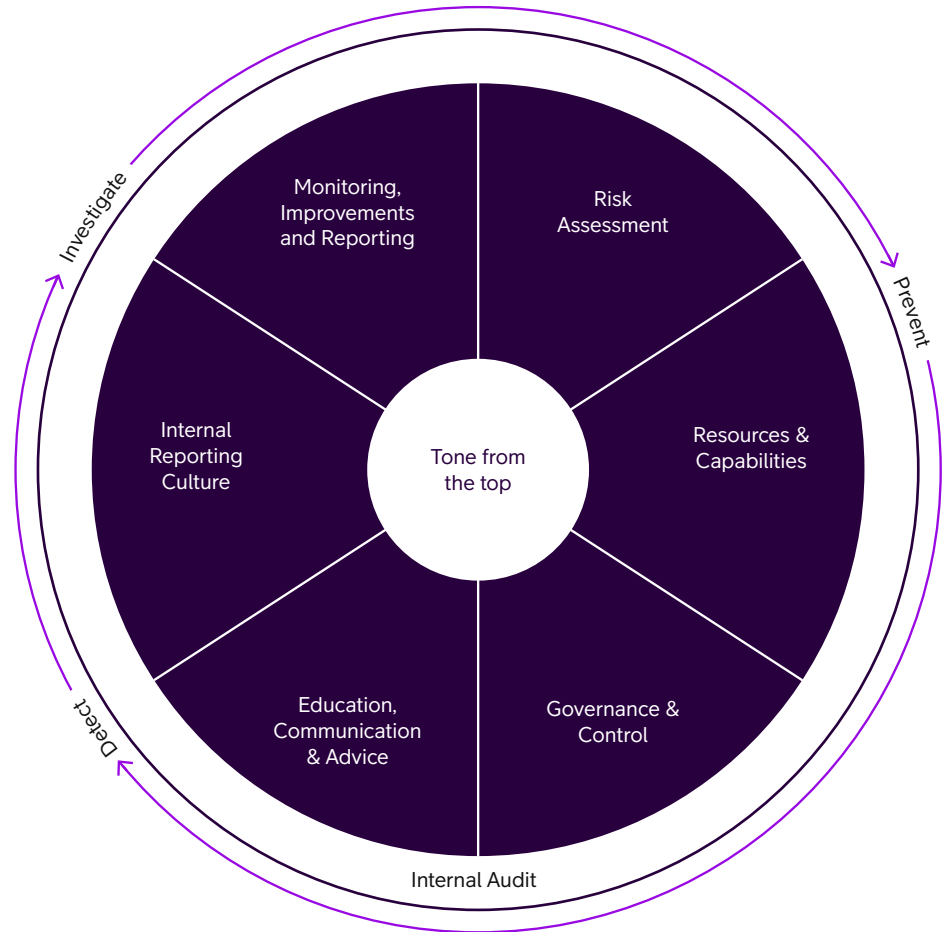 Investigate
Monitoring,
Improvements
and Reporting
Risk
Assessment
Prevent
Internal
Reporting
Culture
Tone from
the top
Resources &
Capabilities
Detect
Education,
Communication
& Advice
Governance &
Control
Internal Audit